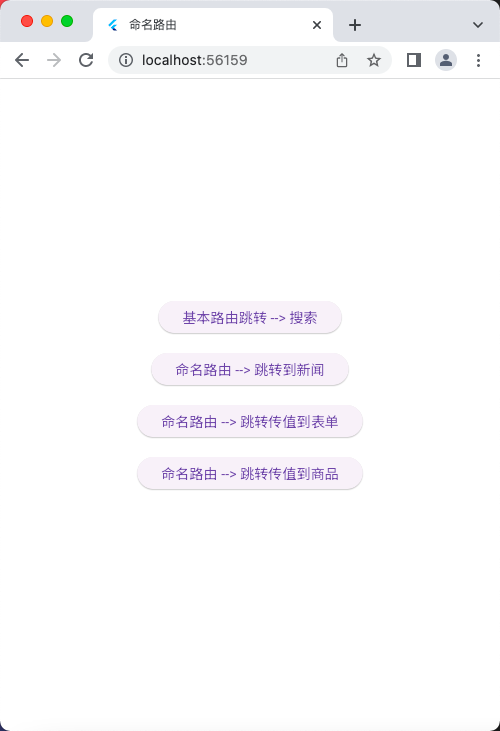 命名路由
localhost:56159
基本路由跳转 --> 搜索
命名路由 --> 跳转到新闻
命名路由 --> 跳转传值到表单
命名路由 --> 跳转传值到商品